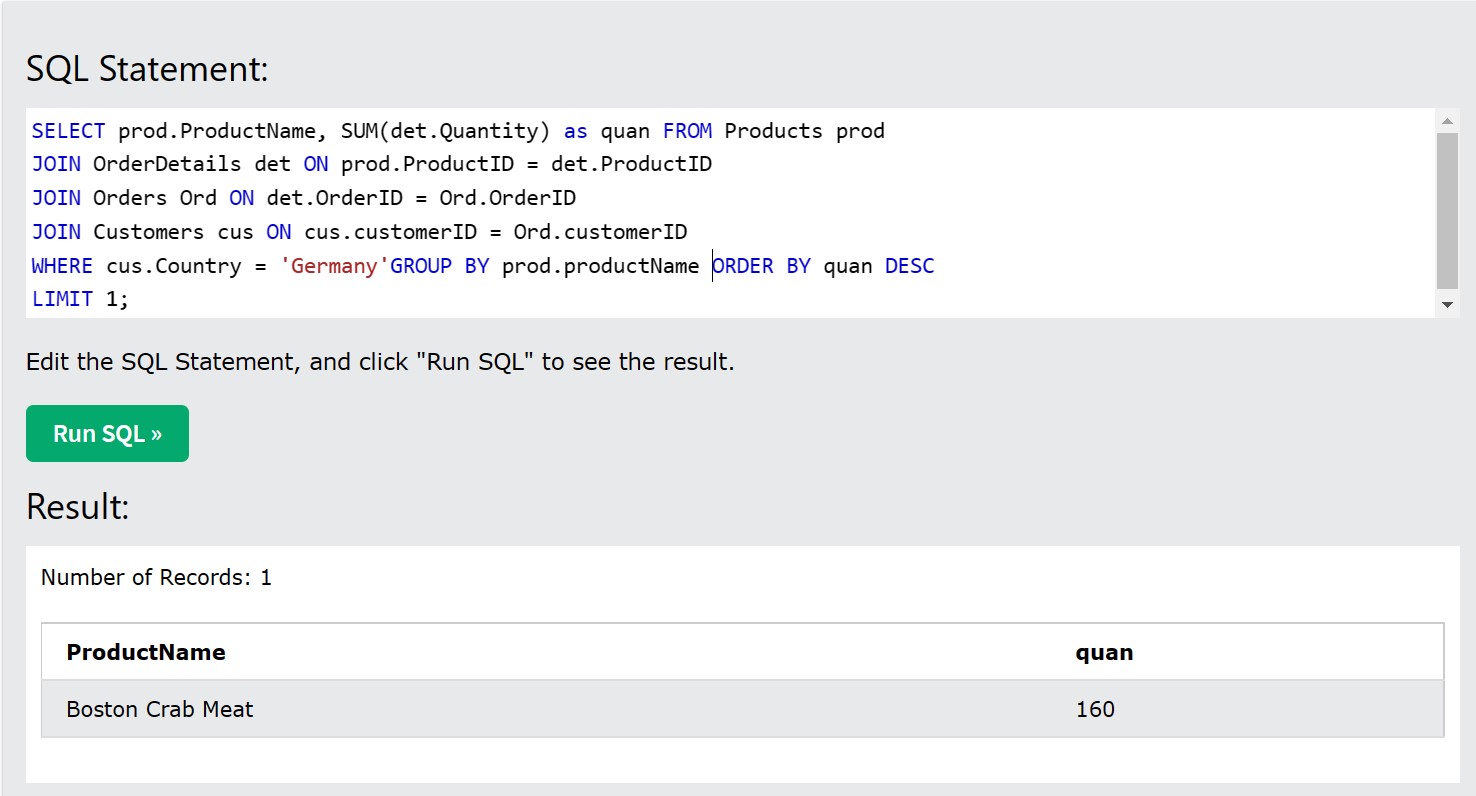 SQL Statement:
SELECT prod.ProductName, SUM(det.Quantity) as quan FROM Products prod
JOIN OrderDetails det ON prod.ProductID = det.ProductID
JOIN Orders Ord ON det.OrderID = Ord.OrderID
JOIN Customers cus ON cus.customerID = Ord.customerID
WHERE cus.Country = 'Germany'GROUP BY prod.productName ORDER BY quan DESC
LIMIT 1;
Edit the SQL Statement, and click "Run SQL" to see the result.
Run SQL »
Result:
Number of Records: 1
ProductName quan
Boston Crab Meat 160